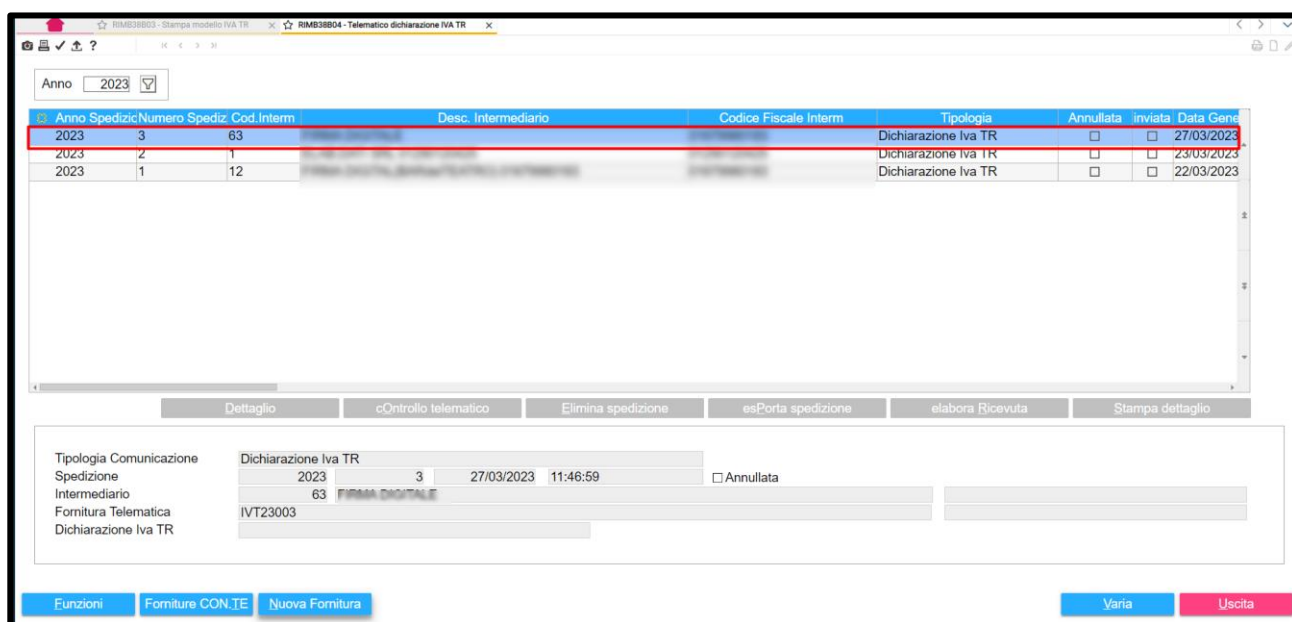 RIMB38B03 - Stampa modello IVA TR RIMB38B04 - Telematico dichiarazione IVA TR
Anno 2023
Anno Spedizic Numero Spediz Cod.Interm Desc. Intermediario Codice Fiscale Interm Tipologia Annullata inviata Data Gene
2023 3 63 Dichiarazione Iva TR 27/03/2023
2023 2 1 Dichiarazione Iva TR 23/03/2023
2023 1 12 Dichiarazione Iva TR 22/03/2023
Dettaglio cOntrollo telematico Elimina spedizione esPorta spedizione elabora Ricevuta Stampa dettaglio
Tipologia Comunicazione Dichiarazione Iva TR
Spedizione 2023 3 27/03/2023 11:46:59 Annullata
Intermediario 63 FIRMA DIGITALE
Fornitura Telematica IVT23003
Dichiarazione Iva TR
Funzioni Forniture CON.TE Nuova Fornitura Varia Uscita